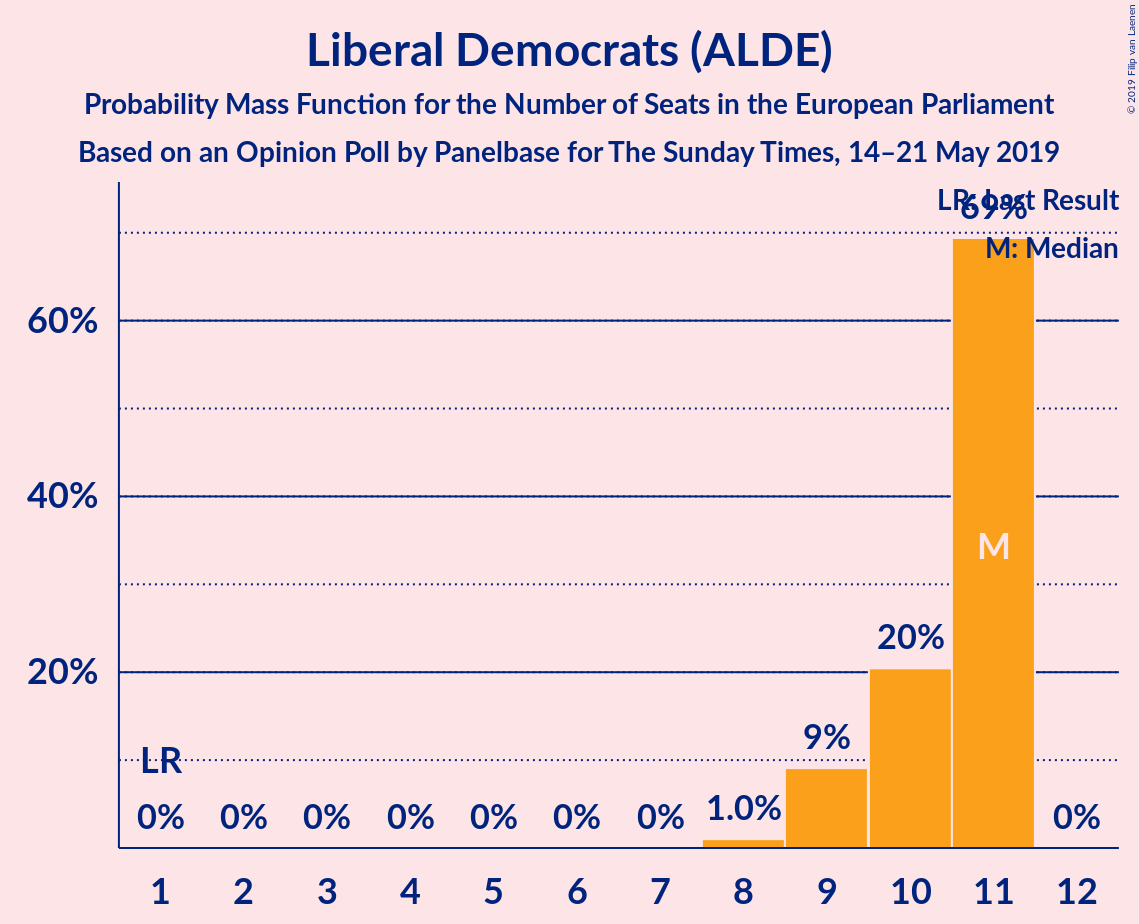 Liberal Democrats (ALDE)
Probability Mass Function for the Number of Seats in the European Parliament
Based on an Opinion Poll by Panelbase for The Sunday Times, 14–21 May 2019
© 2019 Filip van Laenen
LR: Last Result
69%
M: Median
60%
40%
M
20%
20%
9%
LR
1.0%
0% 0% 0% 0% 0% 0% 0% 0%
1 2 3 4 5 6 7 8 9 10 11 12